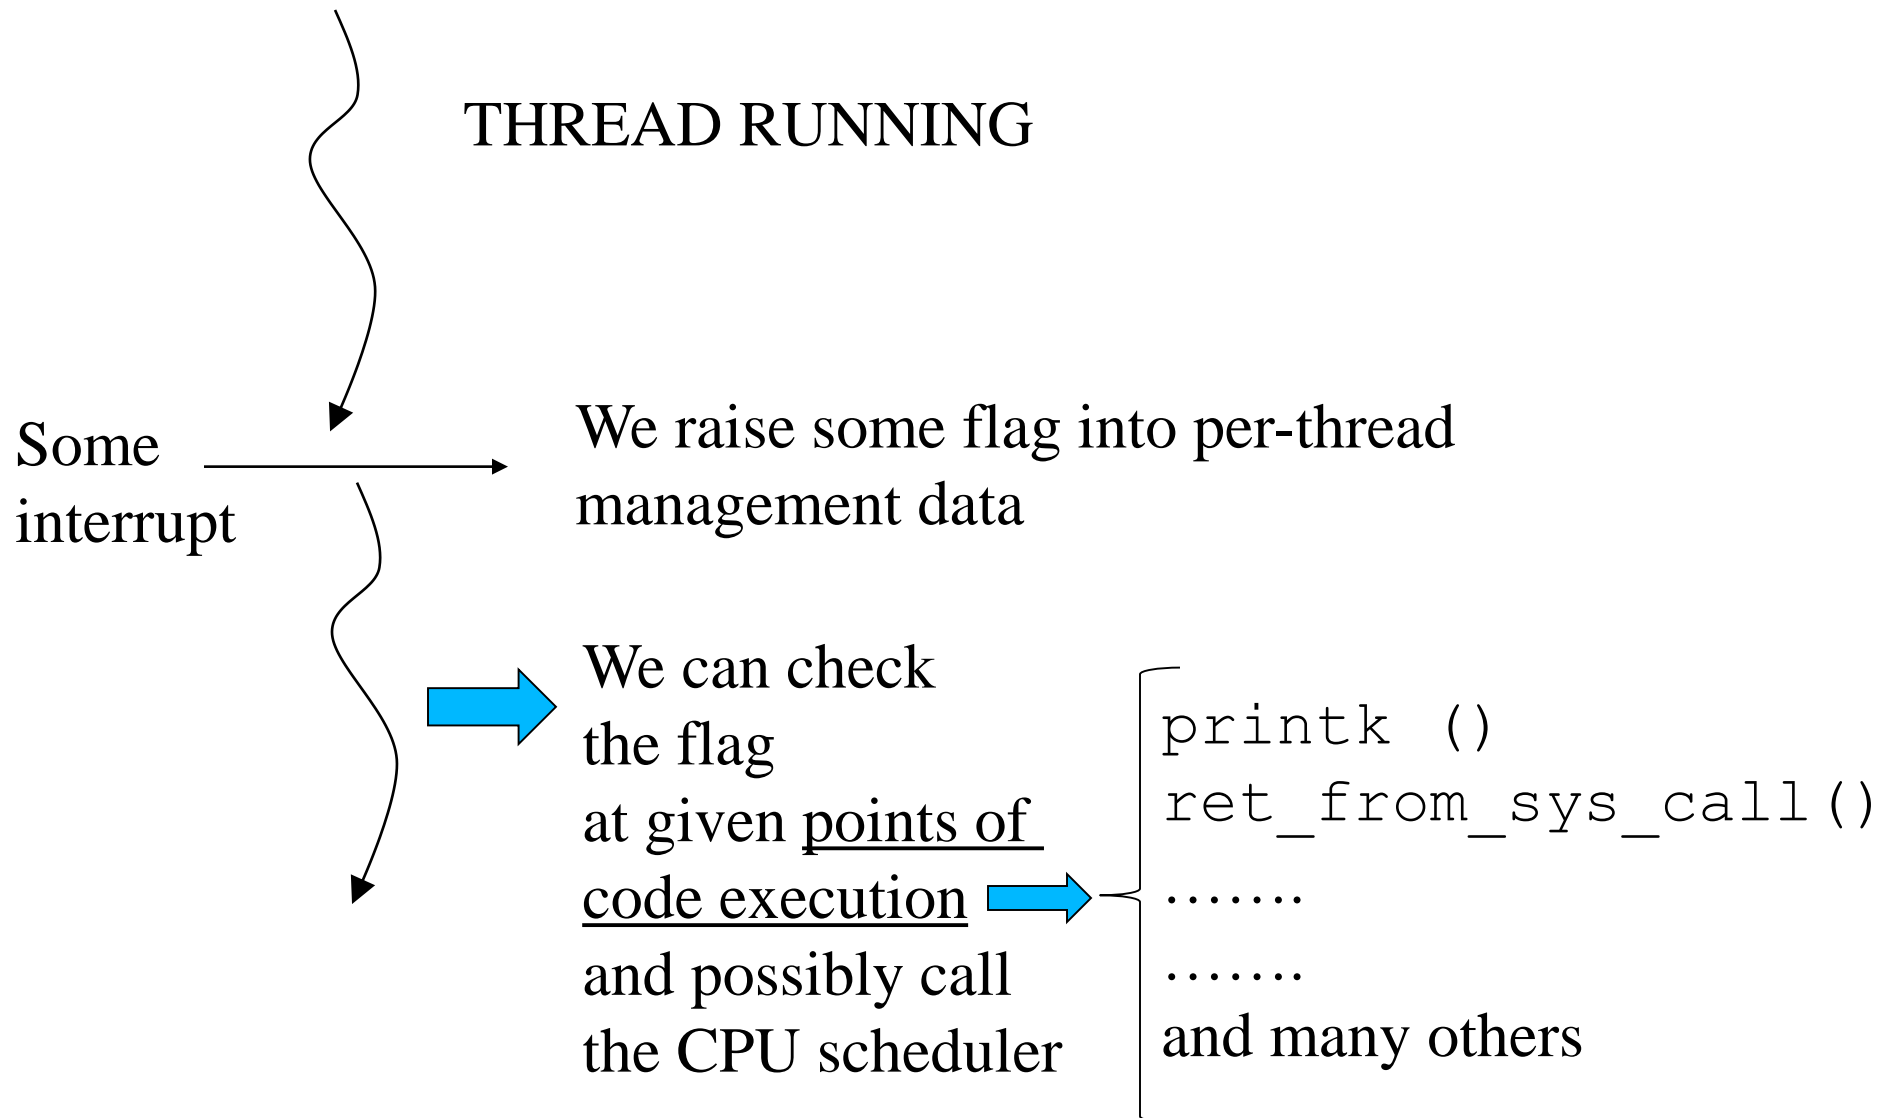 THREAD RUNNING
Some
interrupt
We raise some flag into per-thread
management data
We can check
the flag
at given points of
code execution
and possibly call
the CPU scheduler
printk ()
ret_from_sys_call()
…….
…….
and many others